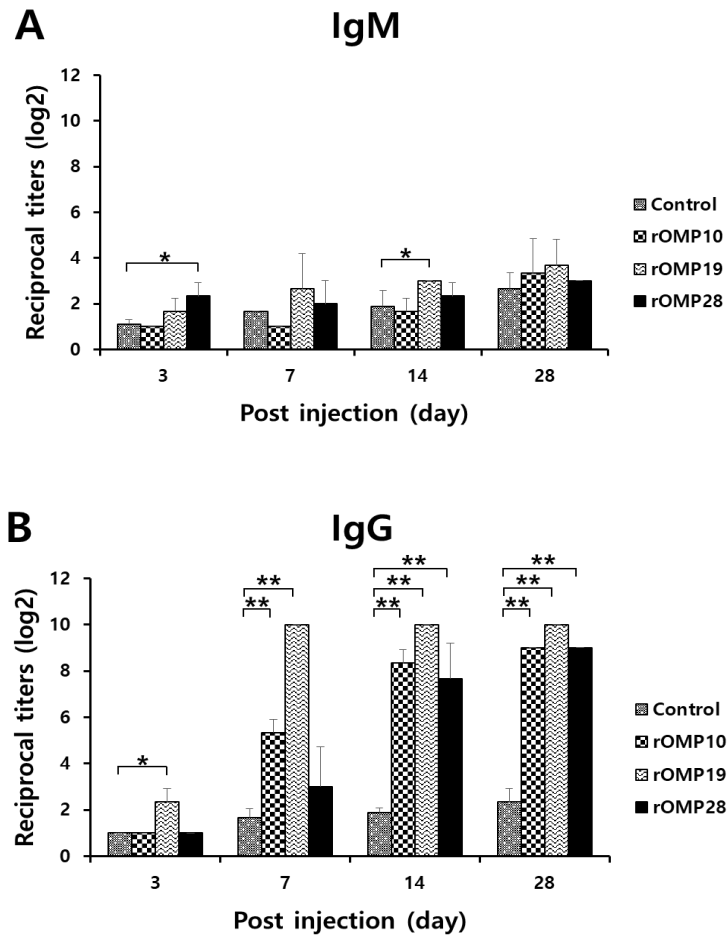 A
IgM
Reciprocal titers (log2)
12
10
8
6
4
2
0
*
*
3 7 14 28
Post injection (day)
Control
rOMP10
rOMP19
rOMP28
B
IgG
Reciprocal titers (log2)
12
10
8
6
4
2
0
*
**
**
**
**
**
**
**
**
3 7 14 28
Post injection (day)
Control
rOMP10
rOMP19
rOMP28